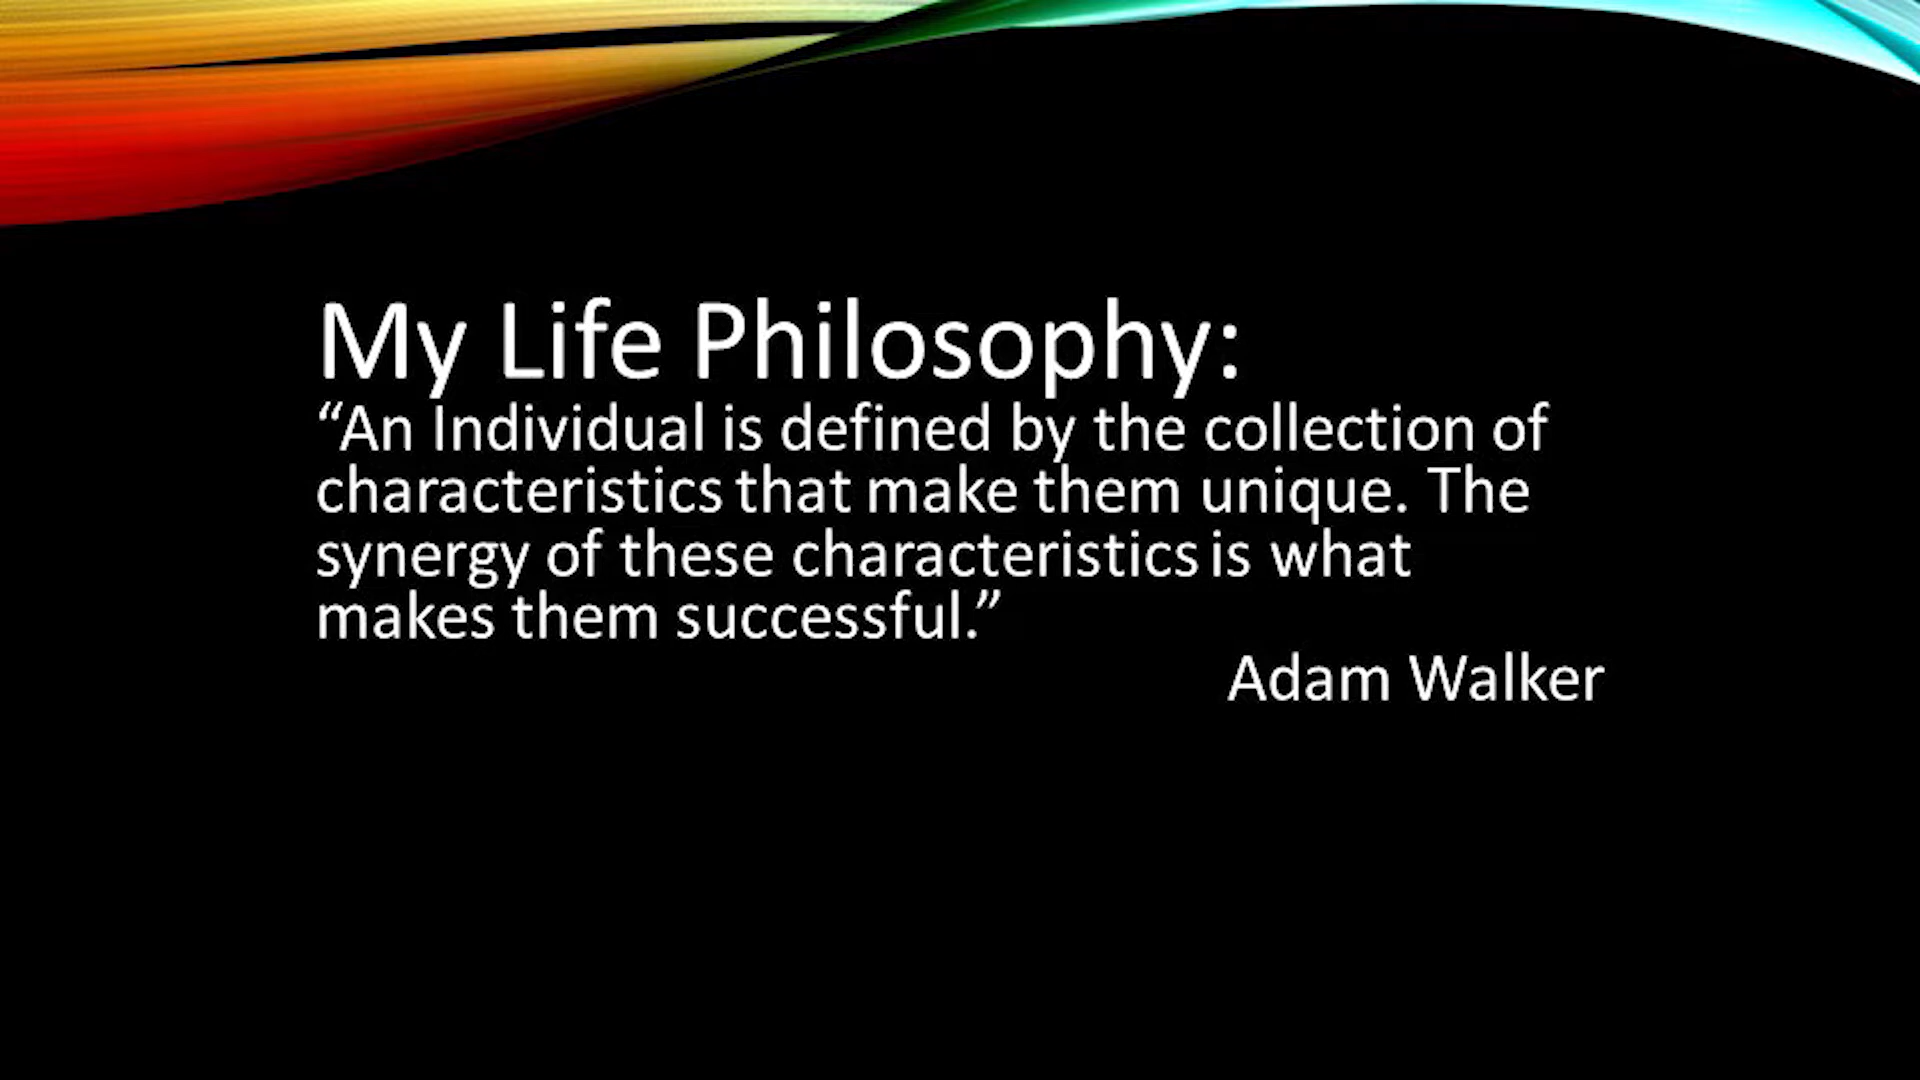 My Life Philosophy:
“An Individual is defined by the collection of
characteristics that make them unique. The
synergy of these characteristics is what
makes them successful.”
Adam Walker